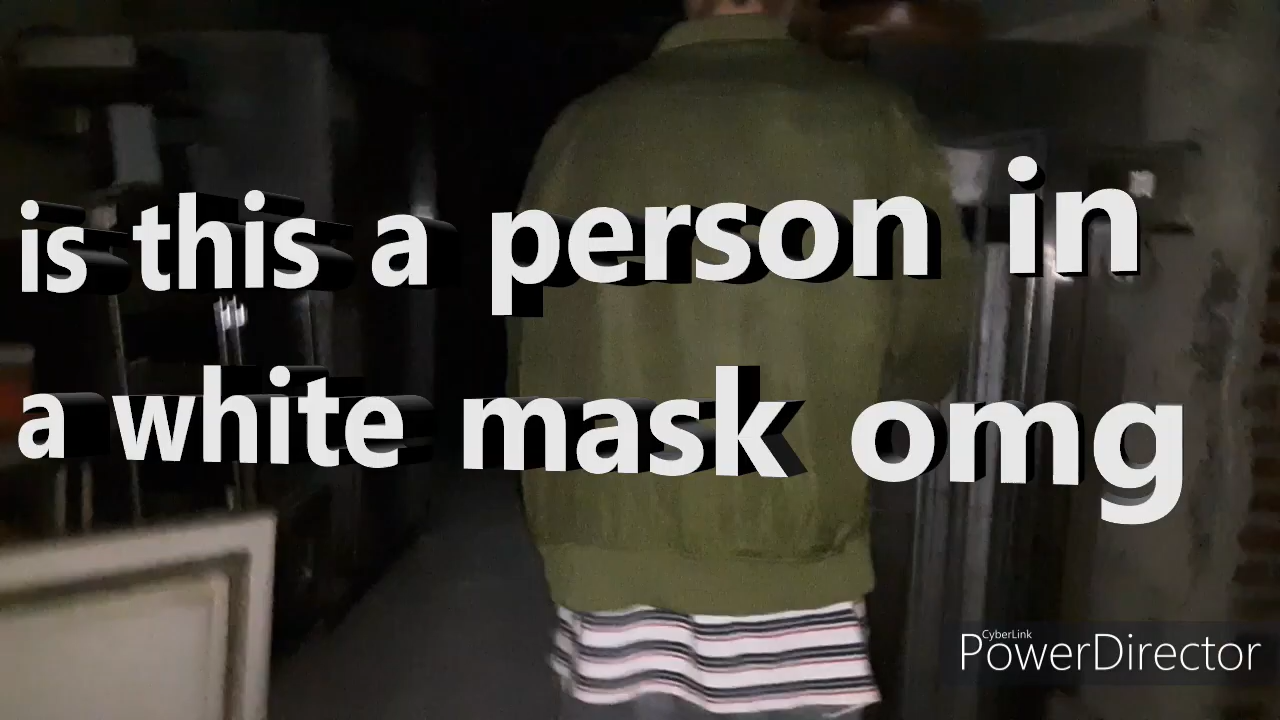 is this a person in
a white mask omg
CyberLink
PowerDirector